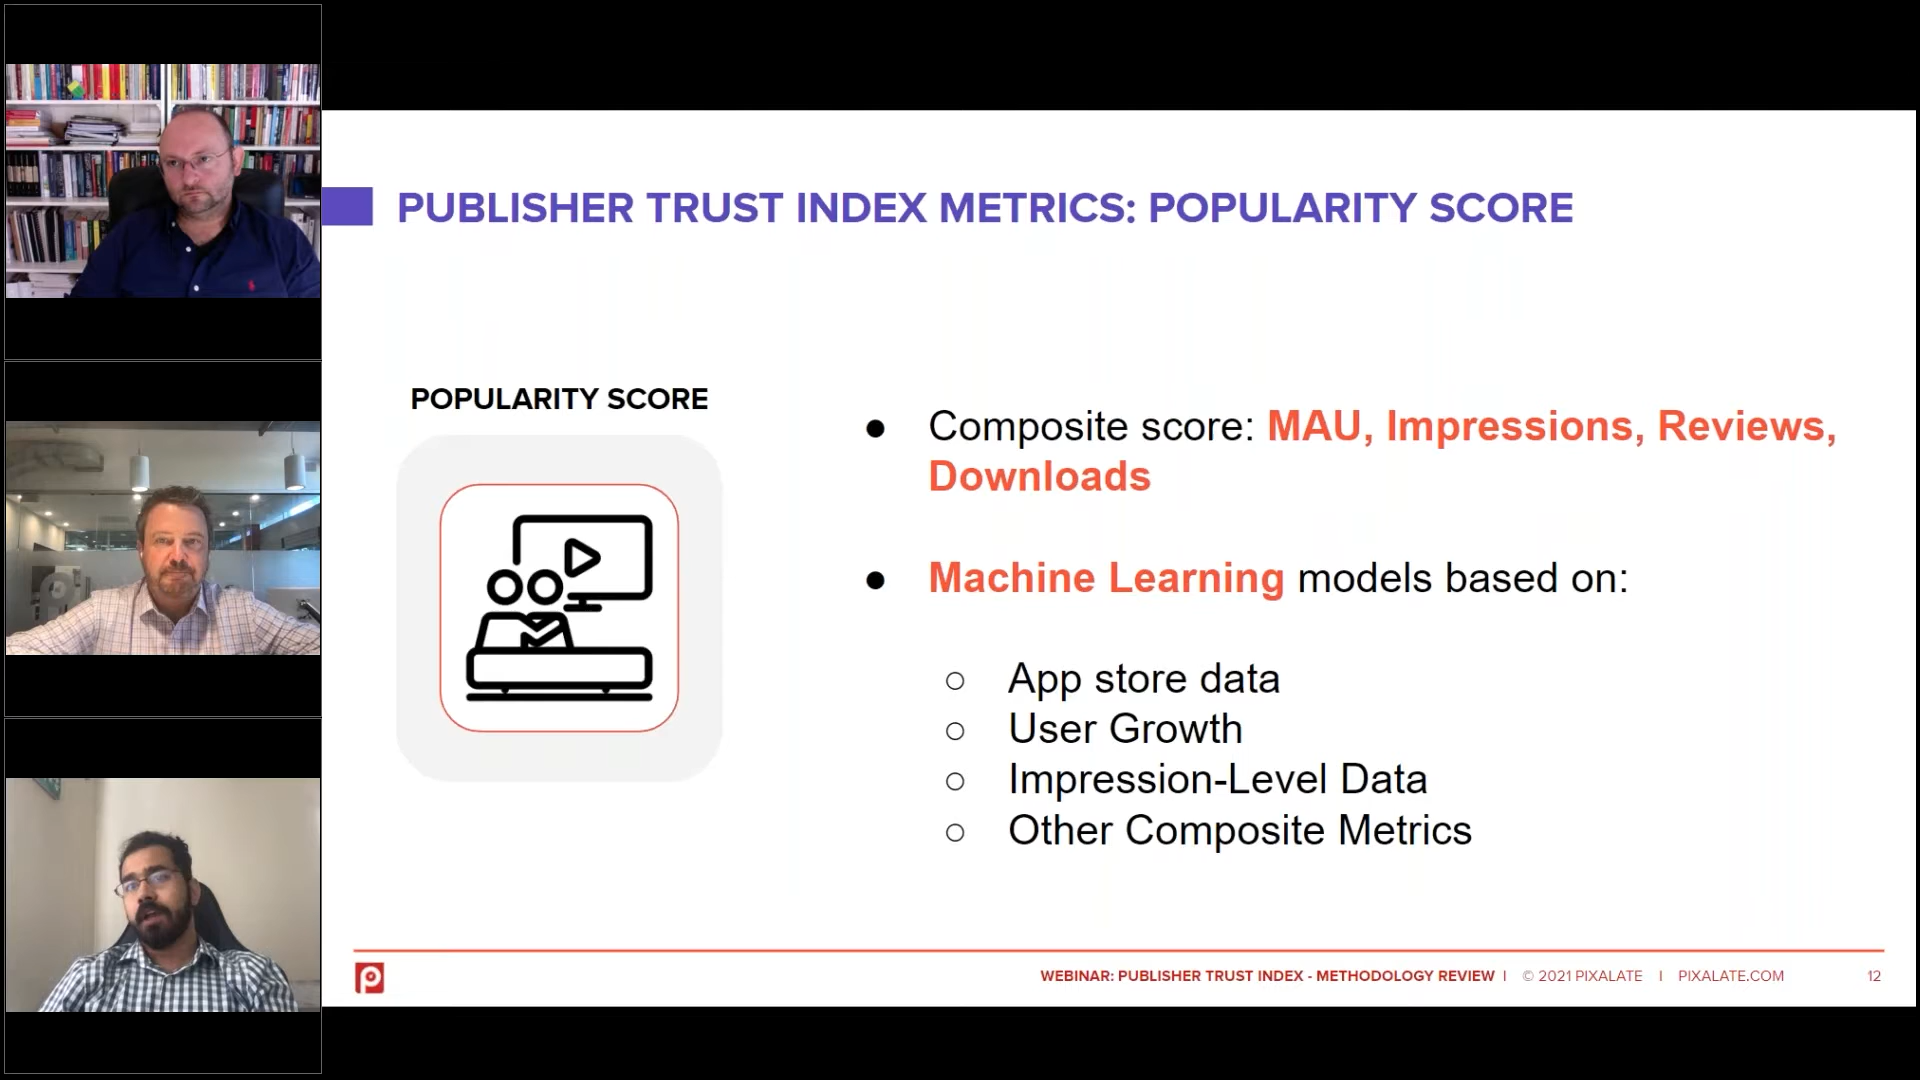 PUBLISHER TRUST INDEX METRICS: POPULARITY SCORE
POPULARITY SCORE
● Composite score: MAU, Impressions, Reviews,
Downloads
● Machine Learning models based on:
○ App store data
○ User Growth
○ Impression-Level Data
○ Other Composite Metrics
WEBINAR: PUBLISHER TRUST INDEX - METHODOLOGY REVIEW I © 2021 PIXALATE I PIXALATE.COM 12